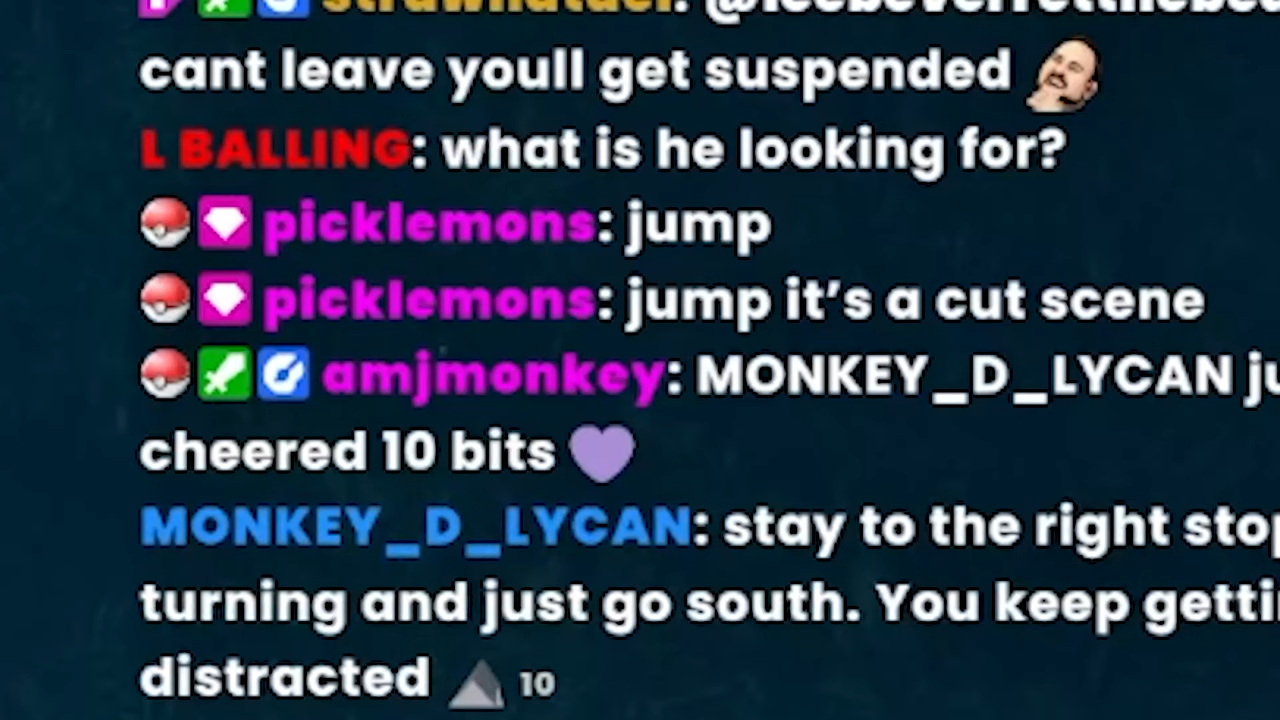 cant leave youll get suspended
L BALLING: what is he looking for?
picklemons: jump
picklemons: jump it's a cut scene
amjmonkey: MONKEY_D_LYCAN
cheered 10 bits
MONKEY_D_LYCAN: stay to the right
turning and just go south. You keep
distracted 10